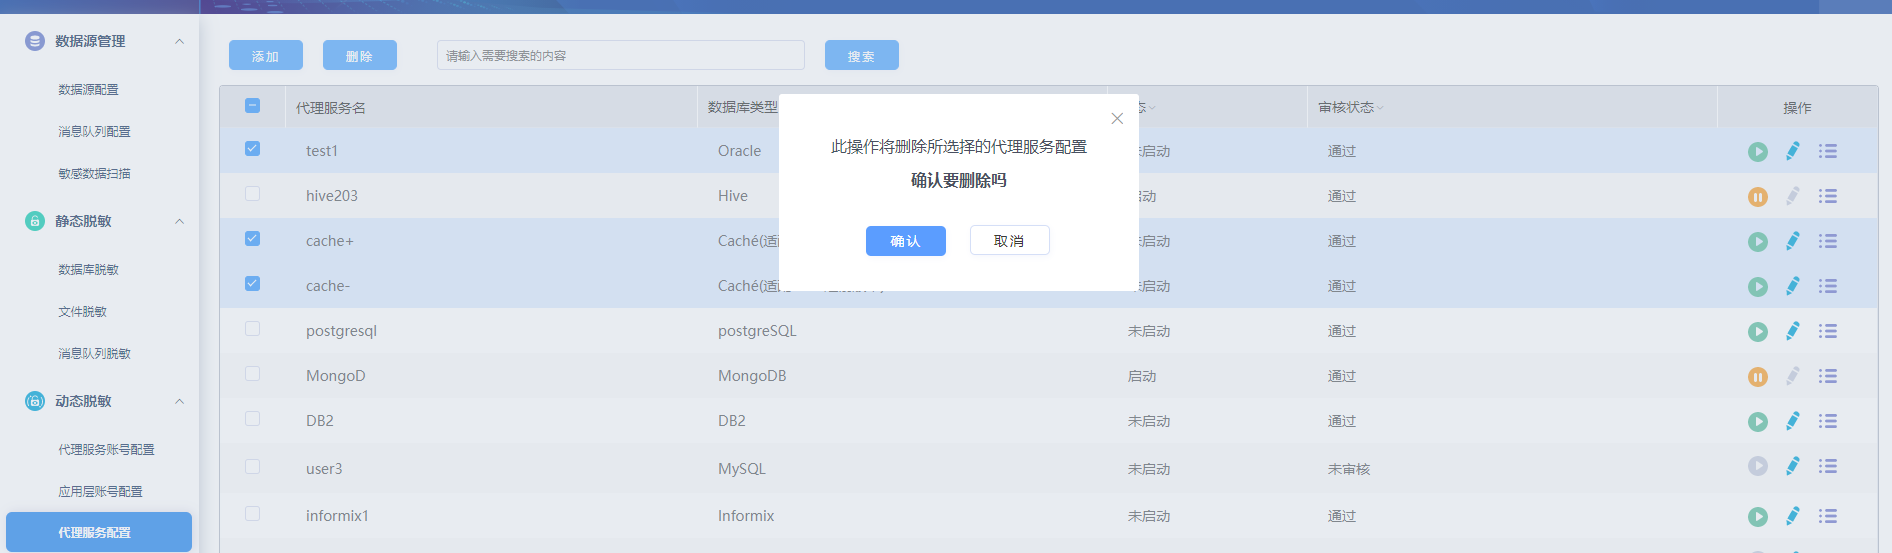 数据源管理
数据源配置
消息队列配置
敏感数据扫描
静态脱敏
数据库脱敏
文件脱敏
消息队列脱敏
动态脱敏
代理服务账号配置
应用层账号配置
代理服务配置
添加 删除 请输入需要搜索的内容 搜索
代理服务名 数据库类型 态 审核状态 操作
此操作将删除所选择的代理服务配置
确认要删除吗
确认 取消
test1 Oracle 未启动 通过
hive203 Hive 启动 通过
cache+ Caché(适 未启动 通过
cache- Caché(适 未启动 通过
postgresql postgreSQL 未启动 通过
MongoD MongoDB 启动 通过
DB2 DB2 未启动 通过
user3 MySQL 未启动 未审核
informix1 Informix 未启动 通过